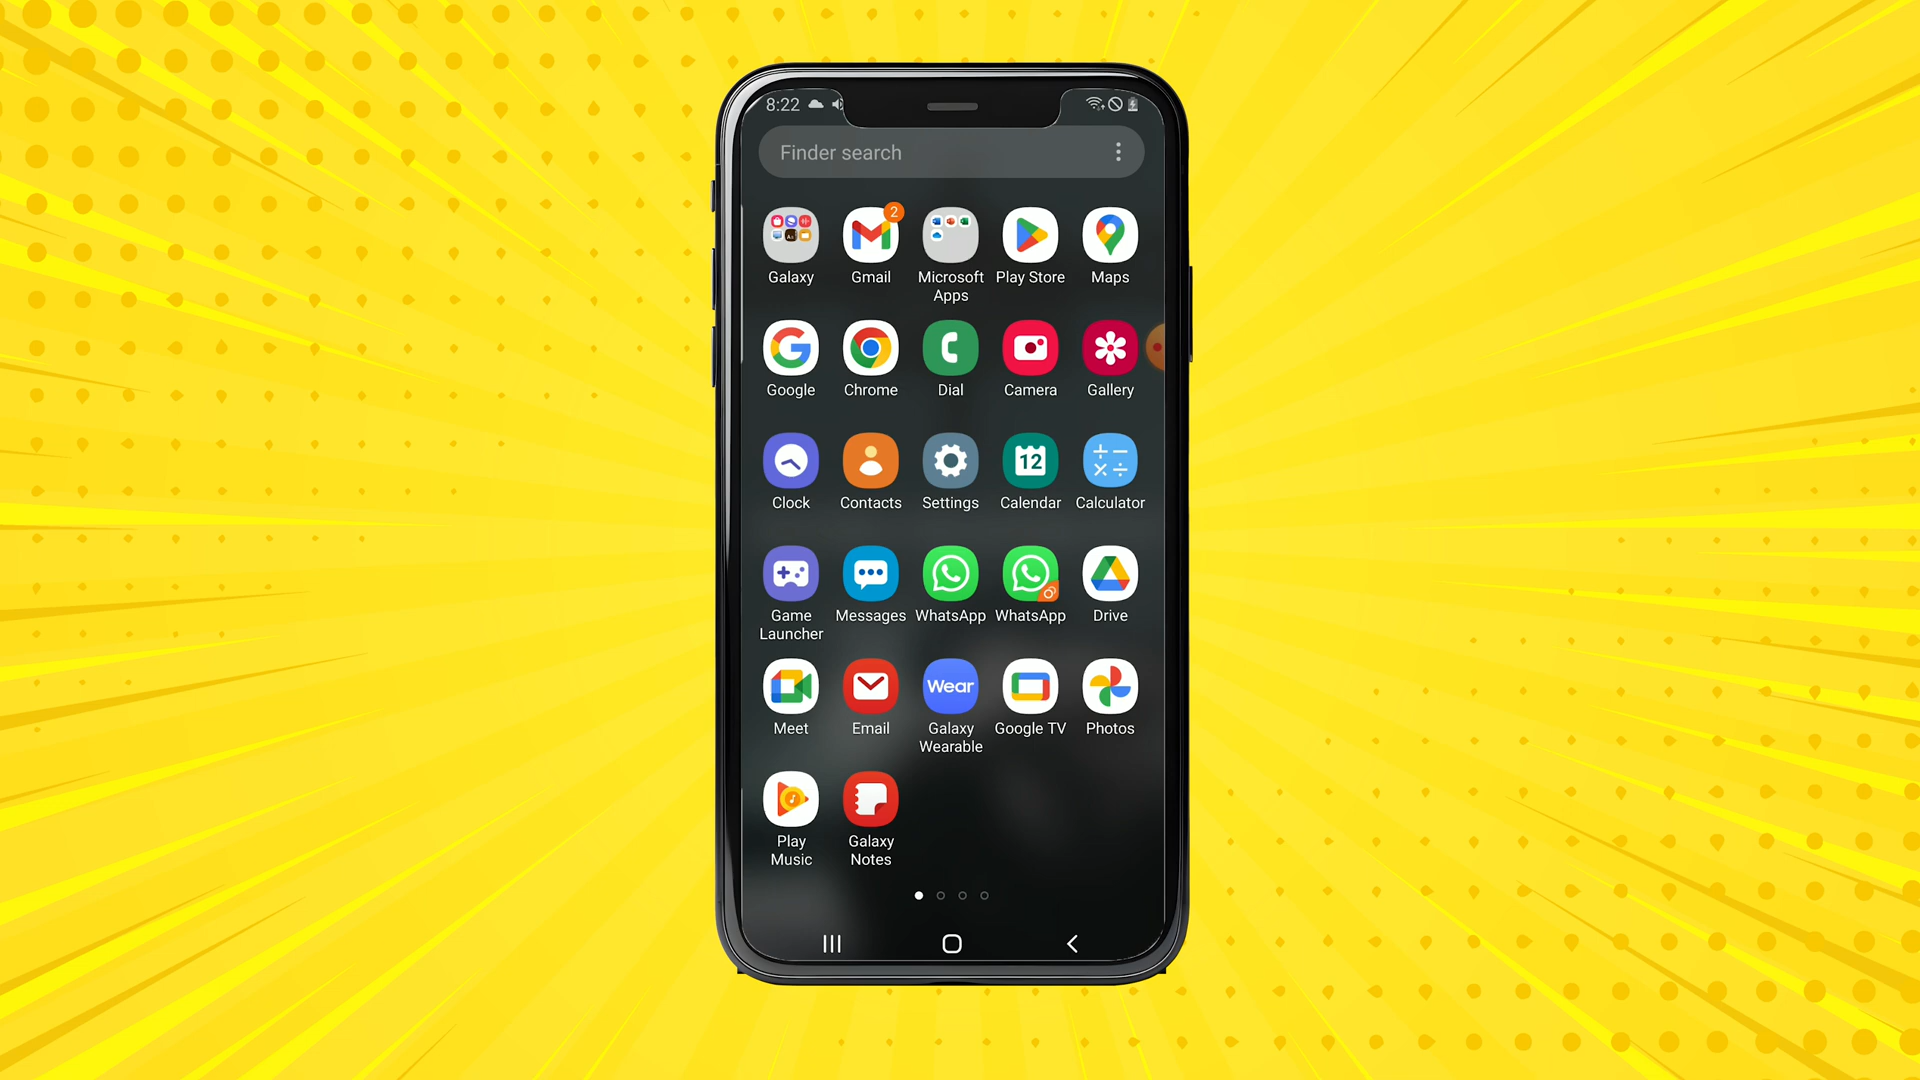 8:22
Finder search
2
Galaxy
Gmail
Microsoft
Apps
Play Store
Maps
Google
Chrome
Dial
Camera
Gallery
12
Clock
Contacts
Settings
Calendar
Calculator
Game
Launcher
Messages
WhatsApp
WhatsApp
Drive
Wear
Meet
Email
Galaxy
Wearable
Google TV
Photos
Play
Music
Galaxy
Notes